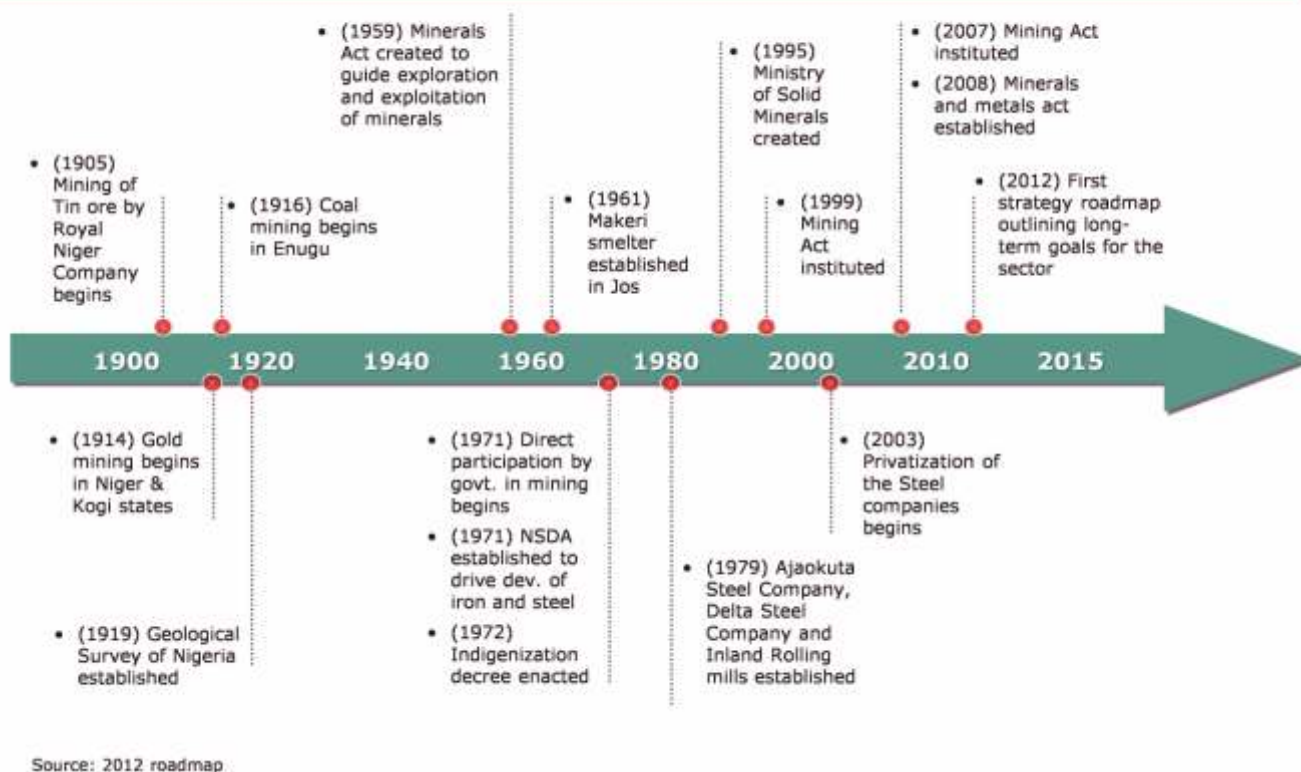 • (1959) Minerals
Act created to
guide exploration
and exploitation
of minerals
• (1995)
Ministry
of Solid
Minerals
created
• (2007) Mining Act
instituted
• (2008) Minerals
and metals act
established
• (1905)
Mining of
Tin ore by
Royal
Niger
Company
begins
• (1916) Coal
mining begins
in Enugu
• (1961)
Makeri
smelter
established
in Jos
• (1999)
Mining
Act
instituted
• (2012) First
strategy roadmap
outlining long-
term goals for the
sector
1900 1920 1940 1960 1980 2000 2010 2015
• (1914) Gold
mining begins
in Niger &
Kogi states
• (1919) Geological
Survey of Nigeria
established
• (1971) Direct
participation by
govt. in mining
begins
• (1971) NSDA
established to
drive dev. of
iron and steel
• (1972)
Indigenization
decree enacted
• (1979) Ajaokuta
Steel Company,
Delta Steel
Company and
Inland Rolling
mills established
• (2003)
Privatization of
the Steel
companies
begins
Source: 2012 roadmap